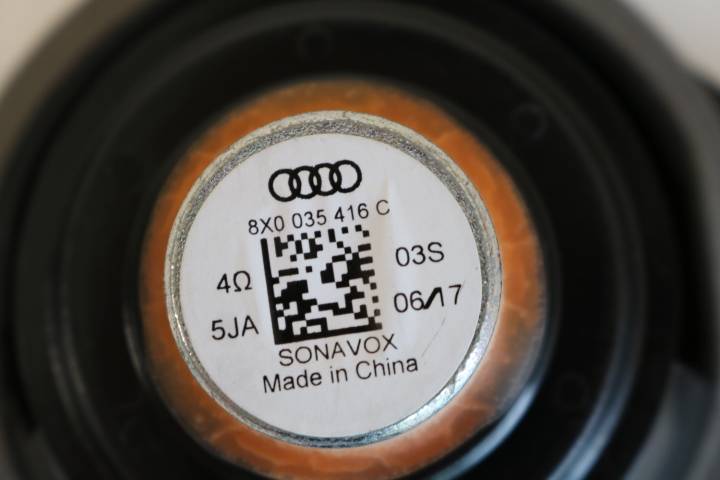 8X0 035 416 C
4Ω
03S
5JA
06/17
SONAVOX
Made in China